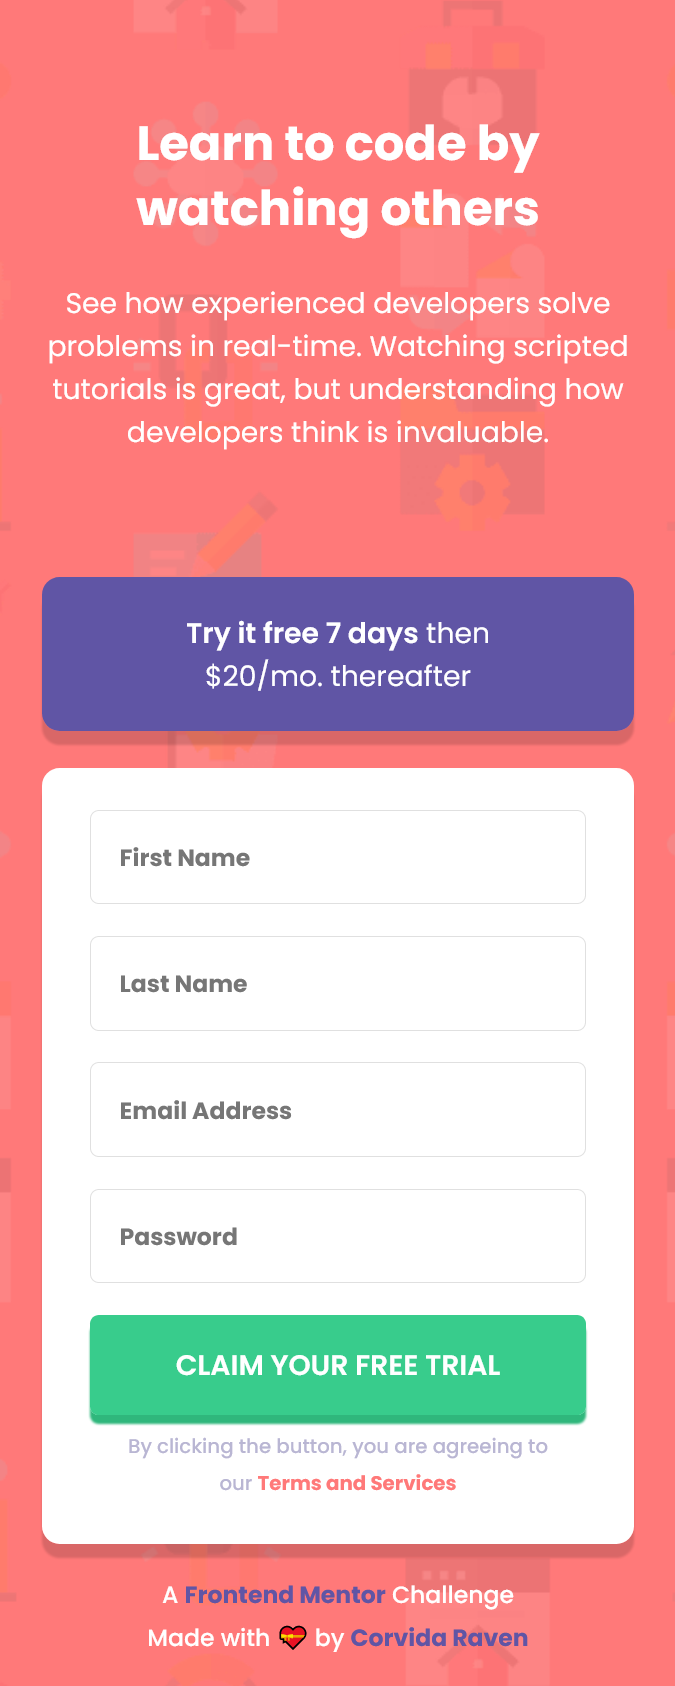 Learn to code by
watching others
See how experienced developers solve
problems in real-time. Watching scripted
tutorials is great, but understanding how
developers think is invaluable.
Try it free 7 days then
$20/mo. thereafter
First Name
Last Name
Email Address
Password
CLAIM YOUR FREE TRIAL
By clicking the button, you are agreeing to
our Terms and Services
A Frontend Mentor Challenge
Made with 💝 by Corvida Raven